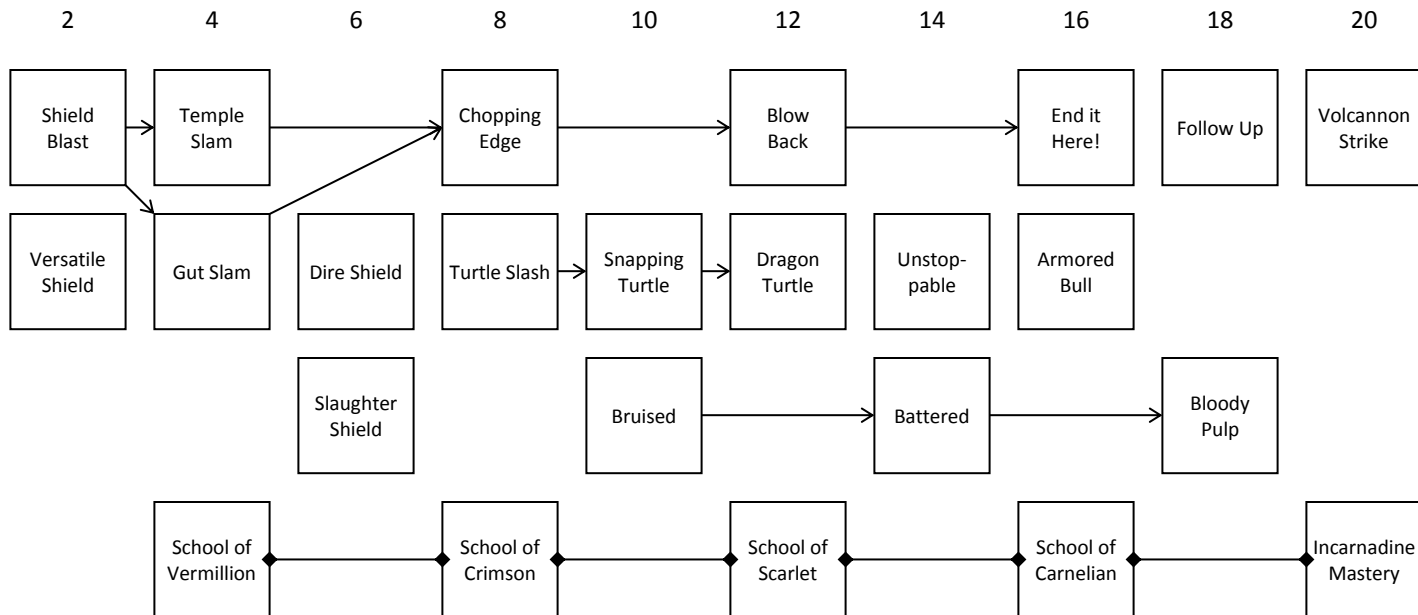 2 4 6 8 10 12 14 16 18 20
Shield
Blast
Temple
Slam
Chopping
Edge
Blow
Back
End it
Here!
Follow Up
Volcannon
Strike
Versatile
Shield
Gut Slam
Dire Shield
Turtle Slash
Snapping
Turtle
Dragon
Turtle
Unstop-
pable
Armored
Bull
Slaughter
Shield
Bruised
Battered
Bloody
Pulp
School of
Vermillion
School of
Crimson
School of
Scarlet
School of
Carnelian
Incarnadine
Mastery